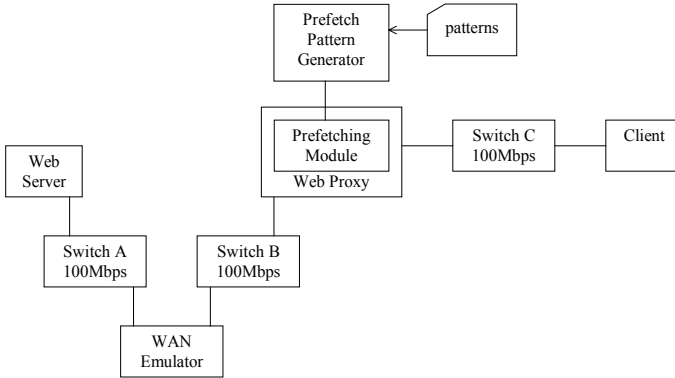 Prefetch
Pattern
Generator
patterns
Prefetching
Module
Web Proxy
Switch C
100Mbps
Client
Web
Server
Switch A
100Mbps
Switch B
100Mbps
WAN
Emulator